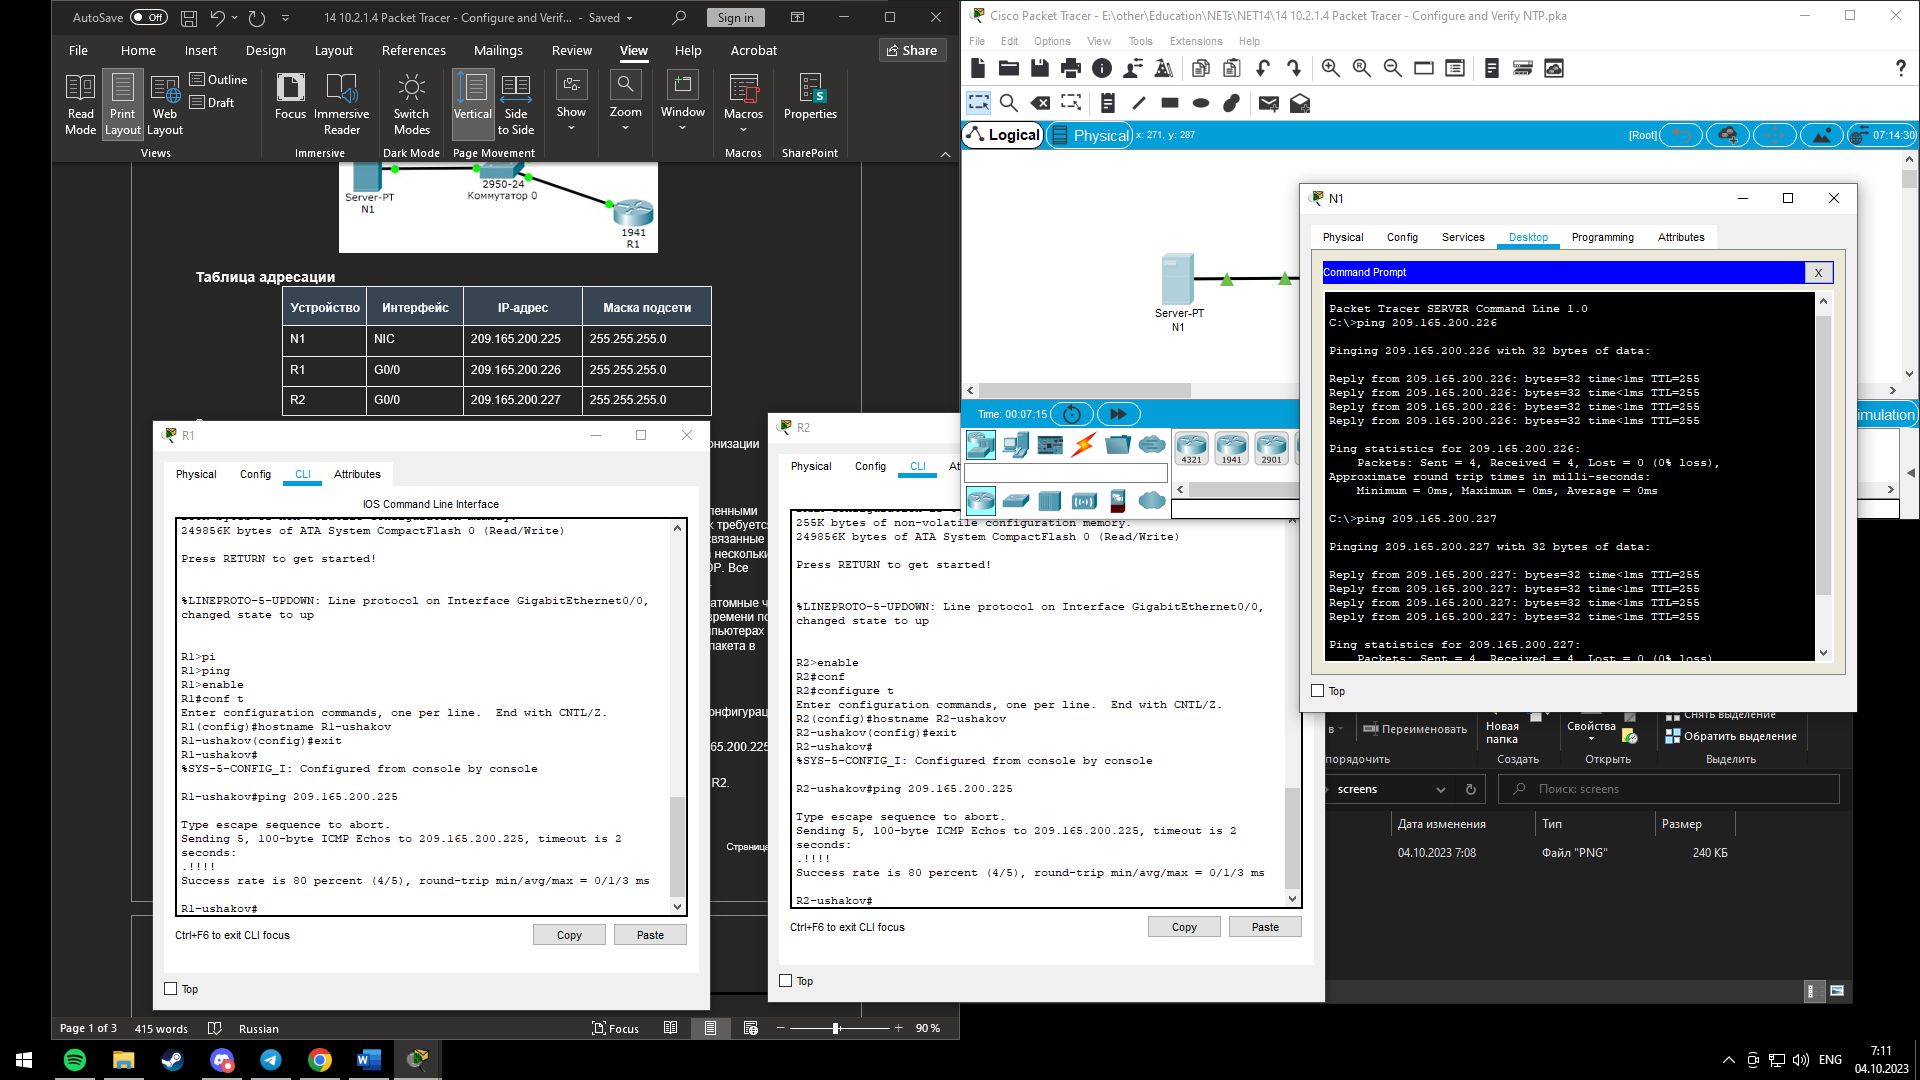 AutoSave Off
14 10.2.1.4 Packet Tracer - Configure and Verif... - Saved
Sign in
File Home Insert Design Layout References Mailings Review View Help Acrobat
Share
Read Mode
Print Layout
Web Layout
Outline
Draft
Views
Focus
Immersive Reader
Immersive
Switch Modes
Dark Mode
Vertical
Side to Side
Page Movement
Show
Zoom
Window
Macros
Macros
Properties
SharePoint
Server-PT
N1
2950-24
Коммутатор 0
1941
R1
Таблица адресации
Устройство Интерфейс IP-адрес Маска подсети
N1 NIC 209.165.200.225 255.255.255.0
R1 G0/0 209.165.200.226 255.255.255.0
R2 G0/0 209.165.200.227 255.255.255.0
R1
Physical Config CLI Attributes
IOS Command Line Interface
249856K bytes of ATA System CompactFlash 0 (Read/Write)
Press RETURN to get started!
%LINEPROTO-5-UPDOWN: Line protocol on Interface GigabitEthernet0/0,
changed state to up
R1>pi
R1>ping
R1>enable
R1#conf t
Enter configuration commands, one per line.  End with CNTL/Z.
R1(config)#hostname R1-ushakov
R1-ushakov(config)#exit
R1-ushakov#
%SYS-5-CONFIG_I: Configured from console by console
R1-ushakov#ping 209.165.200.225
Type escape sequence to abort.
Sending 5, 100-byte ICMP Echos to 209.165.200.225, timeout is 2
seconds:
.!!!!
Success rate is 80 percent (4/5), round-trip min/avg/max = 0/1/3 ms
R1-ushakov#
Ctrl+F6 to exit CLI focus
Copy Paste
Top
онизации
ленными
к требуется
связанные
нескольки
DP. Все
атомные ч
времени по
пьютерах
пакета в
онфигурац
65.200.225
R2.
Страница
R2
Physical Config CLI At
255K bytes of non-volatile configuration memory.
249856K bytes of ATA System CompactFlash 0 (Read/Write)
Press RETURN to get started!
%LINEPROTO-5-UPDOWN: Line protocol on Interface GigabitEthernet0/0,
changed state to up
R2>enable
R2#conf
R2#configure t
Enter configuration commands, one per line.  End with CNTL/Z.
R2(config)#hostname R2-ushakov
R2-ushakov(config)#exit
R2-ushakov#
%SYS-5-CONFIG_I: Configured from console by console
R2-ushakov#ping 209.165.200.225
Type escape sequence to abort.
Sending 5, 100-byte ICMP Echos to 209.165.200.225, timeout is 2
seconds:
.!!!!
Success rate is 80 percent (4/5), round-trip min/avg/max = 0/1/3 ms
R2-ushakov#
Ctrl+F6 to exit CLI focus
Copy Paste
Top
Page 1 of 3 415 words Russian Focus 90 %
Cisco Packet Tracer - E:\other\Education\NETs\NET14\14 10.2.1.4 Packet Tracer - Configure and Verify NTP.pka
File Edit Options View Tools Extensions Help
Logical Physical x: 271, y: 287 [Root] 07:14:30
Server-PT
N1
Time: 00:07:15
imulation
4321 1941 2901
N1
Physical Config Services Desktop Programming Attributes
Command Prompt X
Packet Tracer SERVER Command Line 1.0
C:\>ping 209.165.200.226
Pinging 209.165.200.226 with 32 bytes of data:
Reply from 209.165.200.226: bytes=32 time<1ms TTL=255
Reply from 209.165.200.226: bytes=32 time<1ms TTL=255
Reply from 209.165.200.226: bytes=32 time<1ms TTL=255
Reply from 209.165.200.226: bytes=32 time<1ms TTL=255
Ping statistics for 209.165.200.226:
Packets: Sent = 4, Received = 4, Lost = 0 (0% loss),
Approximate round trip times in milli-seconds:
Minimum = 0ms, Maximum = 0ms, Average = 0ms
C:\>ping 209.165.200.227
Pinging 209.165.200.227 with 32 bytes of data:
Reply from 209.165.200.227: bytes=32 time<1ms TTL=255
Reply from 209.165.200.227: bytes=32 time<1ms TTL=255
Reply from 209.165.200.227: bytes=32 time<1ms TTL=255
Reply from 209.165.200.227: bytes=32 time<1ms TTL=255
Ping statistics for 209.165.200.227:
Packets: Sent = 4, Received = 4, Lost = 0 (0% loss)
Top
в
Переименовать
Новая папка
Свойства
Снять выделение
Обратить выделение
порядочить Создать Открыть Выделить
screens
Поиск: screens
Дата изменения Тип Размер
04.10.2023 7:08 Файл "PNG" 240 КБ
ENG
7:11
04.10.2023